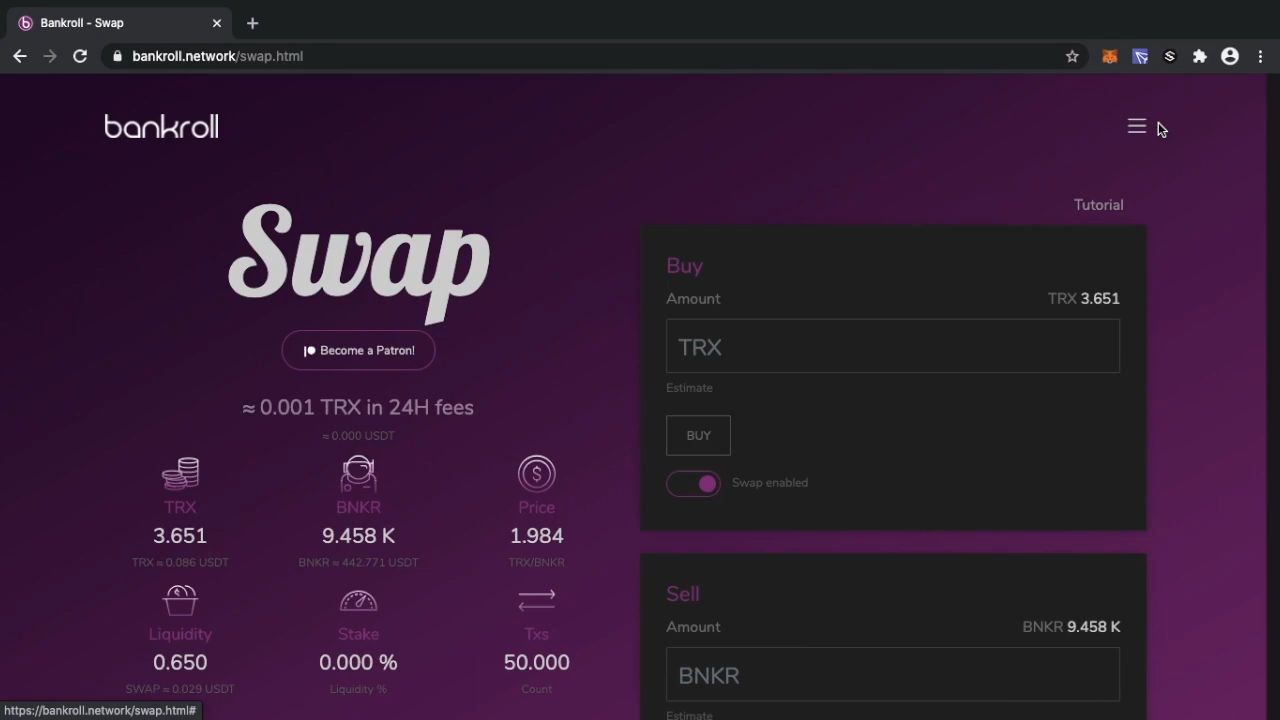 Bankroll - Swap
bankroll.network/swap.html
bankroll
Tutorial
Swap
Become a Patron!
≈ 0.001 TRX in 24H fees
≈ 0.000 USDT
TRX
3.651
TRX ≈ 0.086 USDT
BNKR
9.458 K
BNKR ≈ 442.771 USDT
Price
1.984
TRX/BNKR
Liquidity
0.650
SWAP ≈ 0.029 USDT
Stake
0.000 %
Liquidity %
Txs
50.000
Count
Buy
Amount TRX 3.651
TRX
Estimate
BUY
Swap enabled
Sell
Amount BNKR 9.458 K
BNKR
Estimate
https://bankroll.network/swap.html#